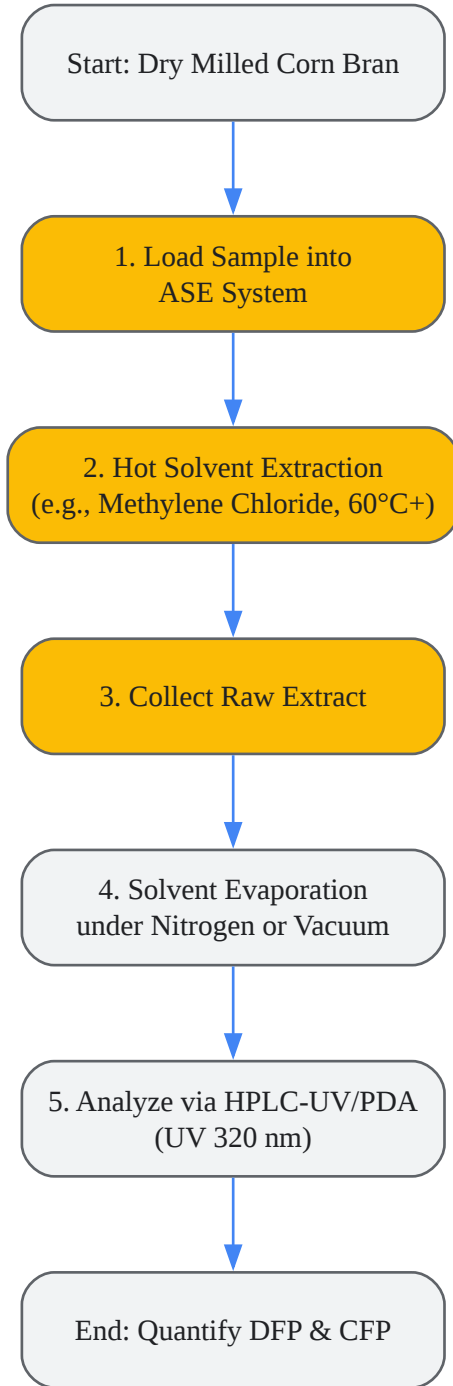 Start: Dry Milled Corn Bran
1. Load Sample into
ASE System
2. Hot Solvent Extraction
(e.g., Methylene Chloride, 60°C+)
3. Collect Raw Extract
4. Solvent Evaporation
under Nitrogen or Vacuum
5. Analyze via HPLC-UV/PDA
(UV 320 nm)
End: Quantify DFP & CFP